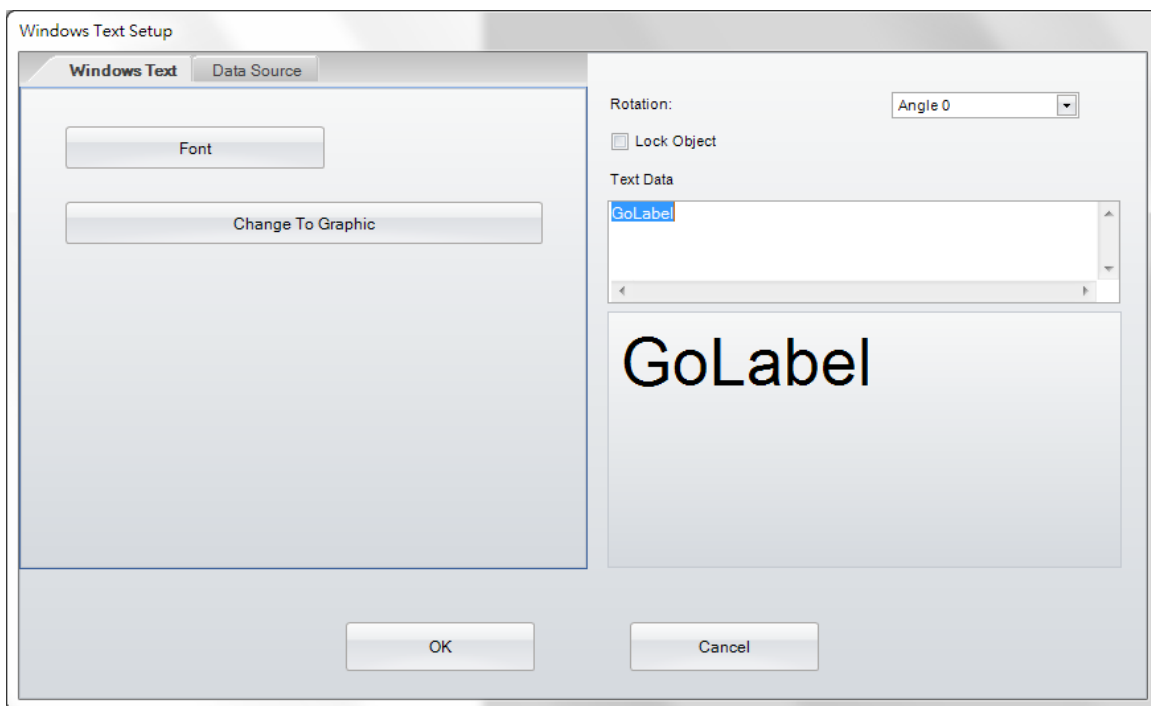 Windows Text Setup
Windows Text
Data Source
Font
Change To Graphic
Rotation:
Angle 0
Lock Object
Text Data
GoLabel
GoLabel
OK
Cancel